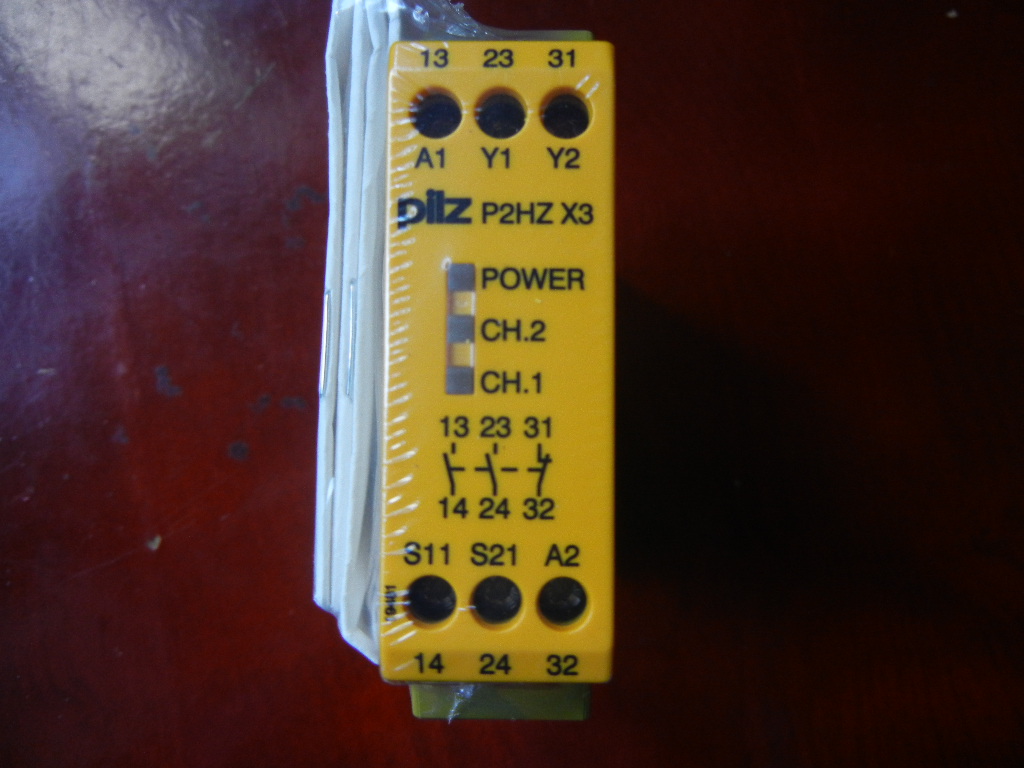 13 23 31
A1 Y1 Y2
pilz P2HZ X3
POWER
CH.2
CH.1
13 23 31
14 24 32
S11 S21 A2
14 24 32